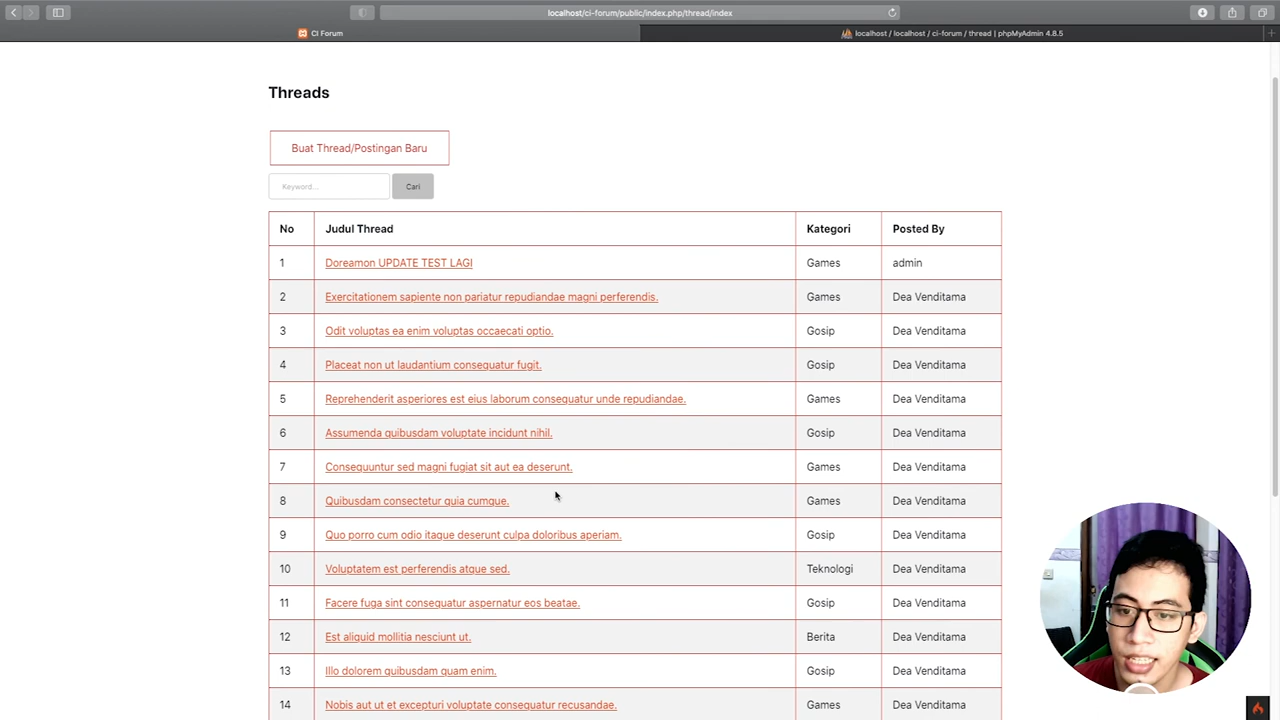 localhost/ci-forum/public/index.php/thread/index
CI Forum
localhost / localhost / ci-forum / thread | phpMyAdmin 4.8.5
Threads
Buat Thread/Postingan Baru
Keyword...
Cari
No Judul Thread Kategori Posted By
1 Doreamon UPDATE TEST LAGI Games admin
2 Exercitationem sapiente non pariatur repudiandae magni perferendis. Games Dea Venditama
3 Odit voluptas ea enim voluptas occaecati optio. Gosip Dea Venditama
4 Placeat non ut laudantium consequatur fugit. Gosip Dea Venditama
5 Reprehenderit asperiores est eius laborum consequatur unde repudiandae. Games Dea Venditama
6 Assumenda quibusdam voluptate incidunt nihil. Gosip Dea Venditama
7 Consequuntur sed magni fugiat sit aut ea deserunt. Games Dea Venditama
8 Quibusdam consectetur quia cumque. Games Dea Venditama
9 Quo porro cum odio itaque deserunt culpa doloribus aperiam. Gosip Dea Venditama
10 Voluptatem est perferendis atque sed. Teknologi Dea Venditama
11 Facere fuga sint consequatur aspernatur eos beatae. Gosip Dea Venditama
12 Est aliquid mollitia nesciunt ut. Berita Dea Venditama
13 Illo dolorem quibusdam quam enim. Gosip Dea Venditama
14 Nobis aut ut et excepturi voluptate consequatur recusandae. Games Dea Venditama